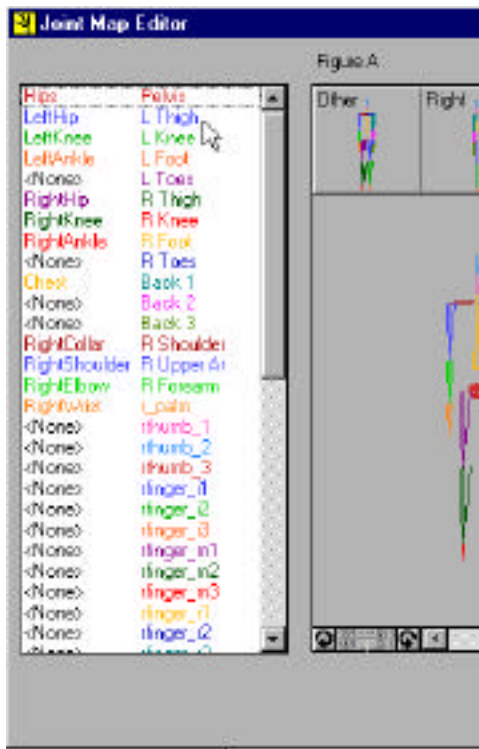 Joint Map Editor
Figure A
Other Right
Hips Pelvis
LeftHip L Thigh
LeftKnee L Knee
LeftAnkle L Foot
<None> L Toes
RightHip R Thigh
RightKnee R Knee
RightAnkle R Foot
<None> R Toes
Chest Back 1
<None> Back 2
<None> Back 3
RightCollar R Shoulder
RightShoulder R Upper Ar
RightElbow R Forearm
RightWrist r_palm
<None> rthumb_1
<None> rthumb_2
<None> rthumb_3
<None> rfinger_i1
<None> rfinger_i2
<None> rfinger_i3
<None> rfinger_m1
<None> rfinger_m2
<None> rfinger_m3
<None> rfinger_r1
<None> rfinger_r2
<None>